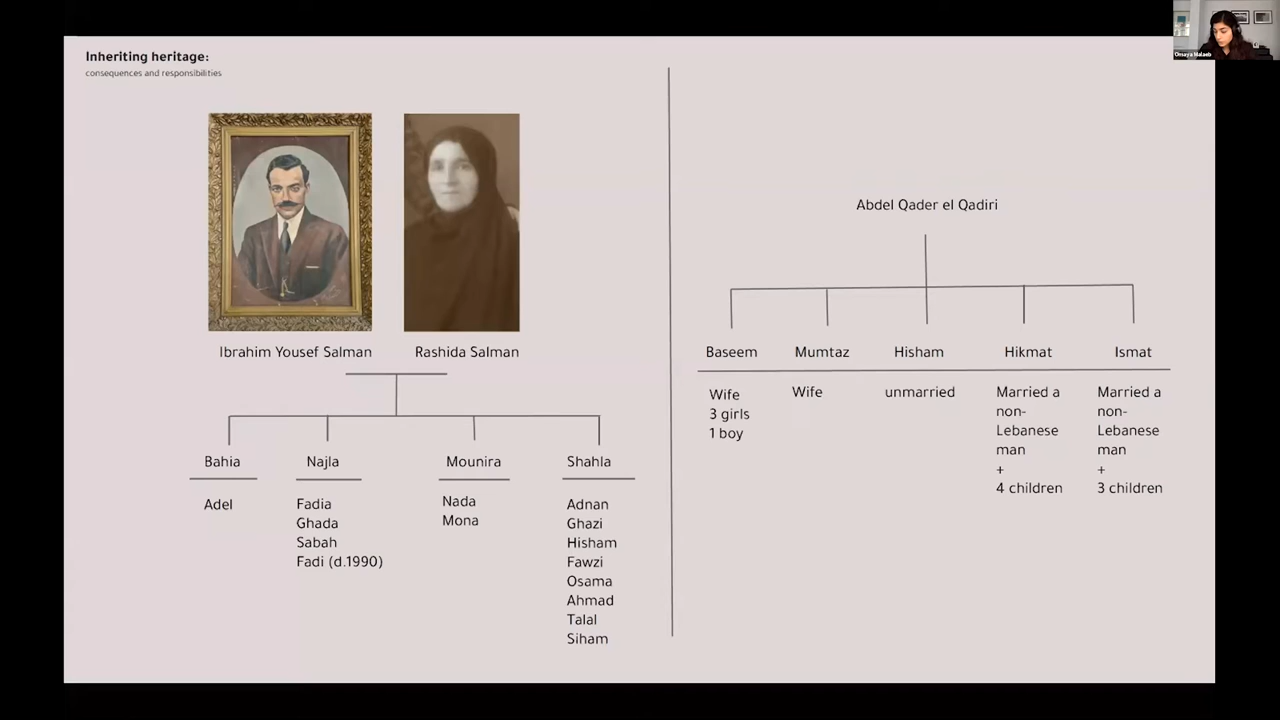 Inheriting heritage:
consequences and responsibilities
Ibrahim Yousef Salman
Rashida Salman
Bahia
Adel
Najla
Fadia
Ghada
Sabah
Fadi (d.1990)
Mounira
Nada
Mona
Shahla
Adnan
Ghazi
Hisham
Fawzi
Osama
Ahmad
Talal
Siham
Abdel Qader el Qadiri
Baseem
Wife
3 girls
1 boy
Mumtaz
Wife
Hisham
unmarried
Hikmat
Married a
non-
Lebanese
man
+
4 children
Ismat
Married a
non-
Lebanese
man
+
3 children
Malaeb